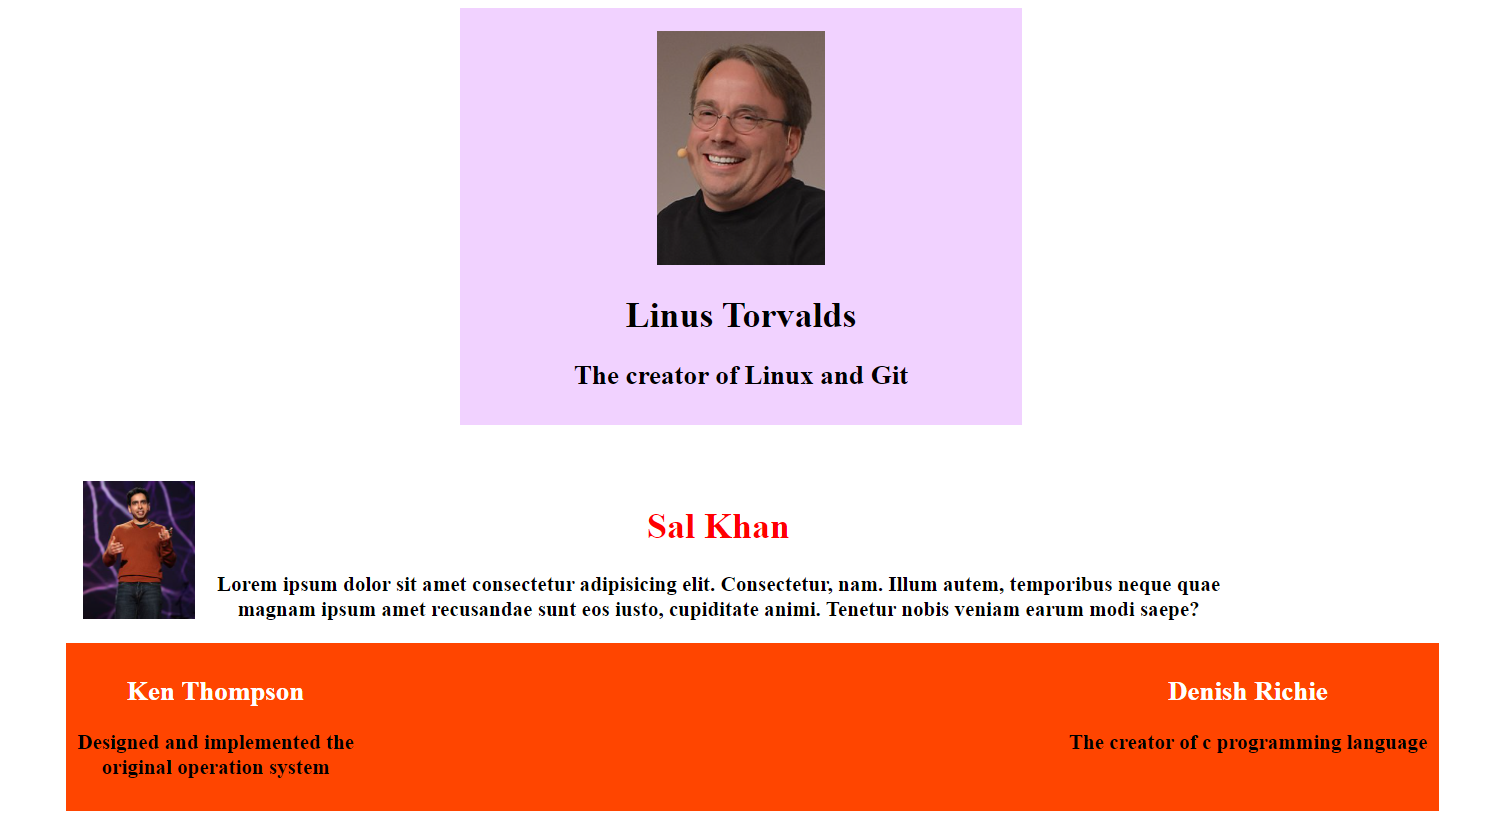 Linus Torvalds
The creator of Linux and Git
Sal Khan
Lorem ipsum dolor sit amet consectetur adipisicing elit. Consectetur, nam. Illum autem, temporibus neque quae
magnam ipsum amet recusandae sunt eos iusto, cupiditate animi. Tenetur nobis veniam earum modi saepe?
Ken Thompson
Designed and implemented the
original operation system
Denish Richie
The creator of c programming language